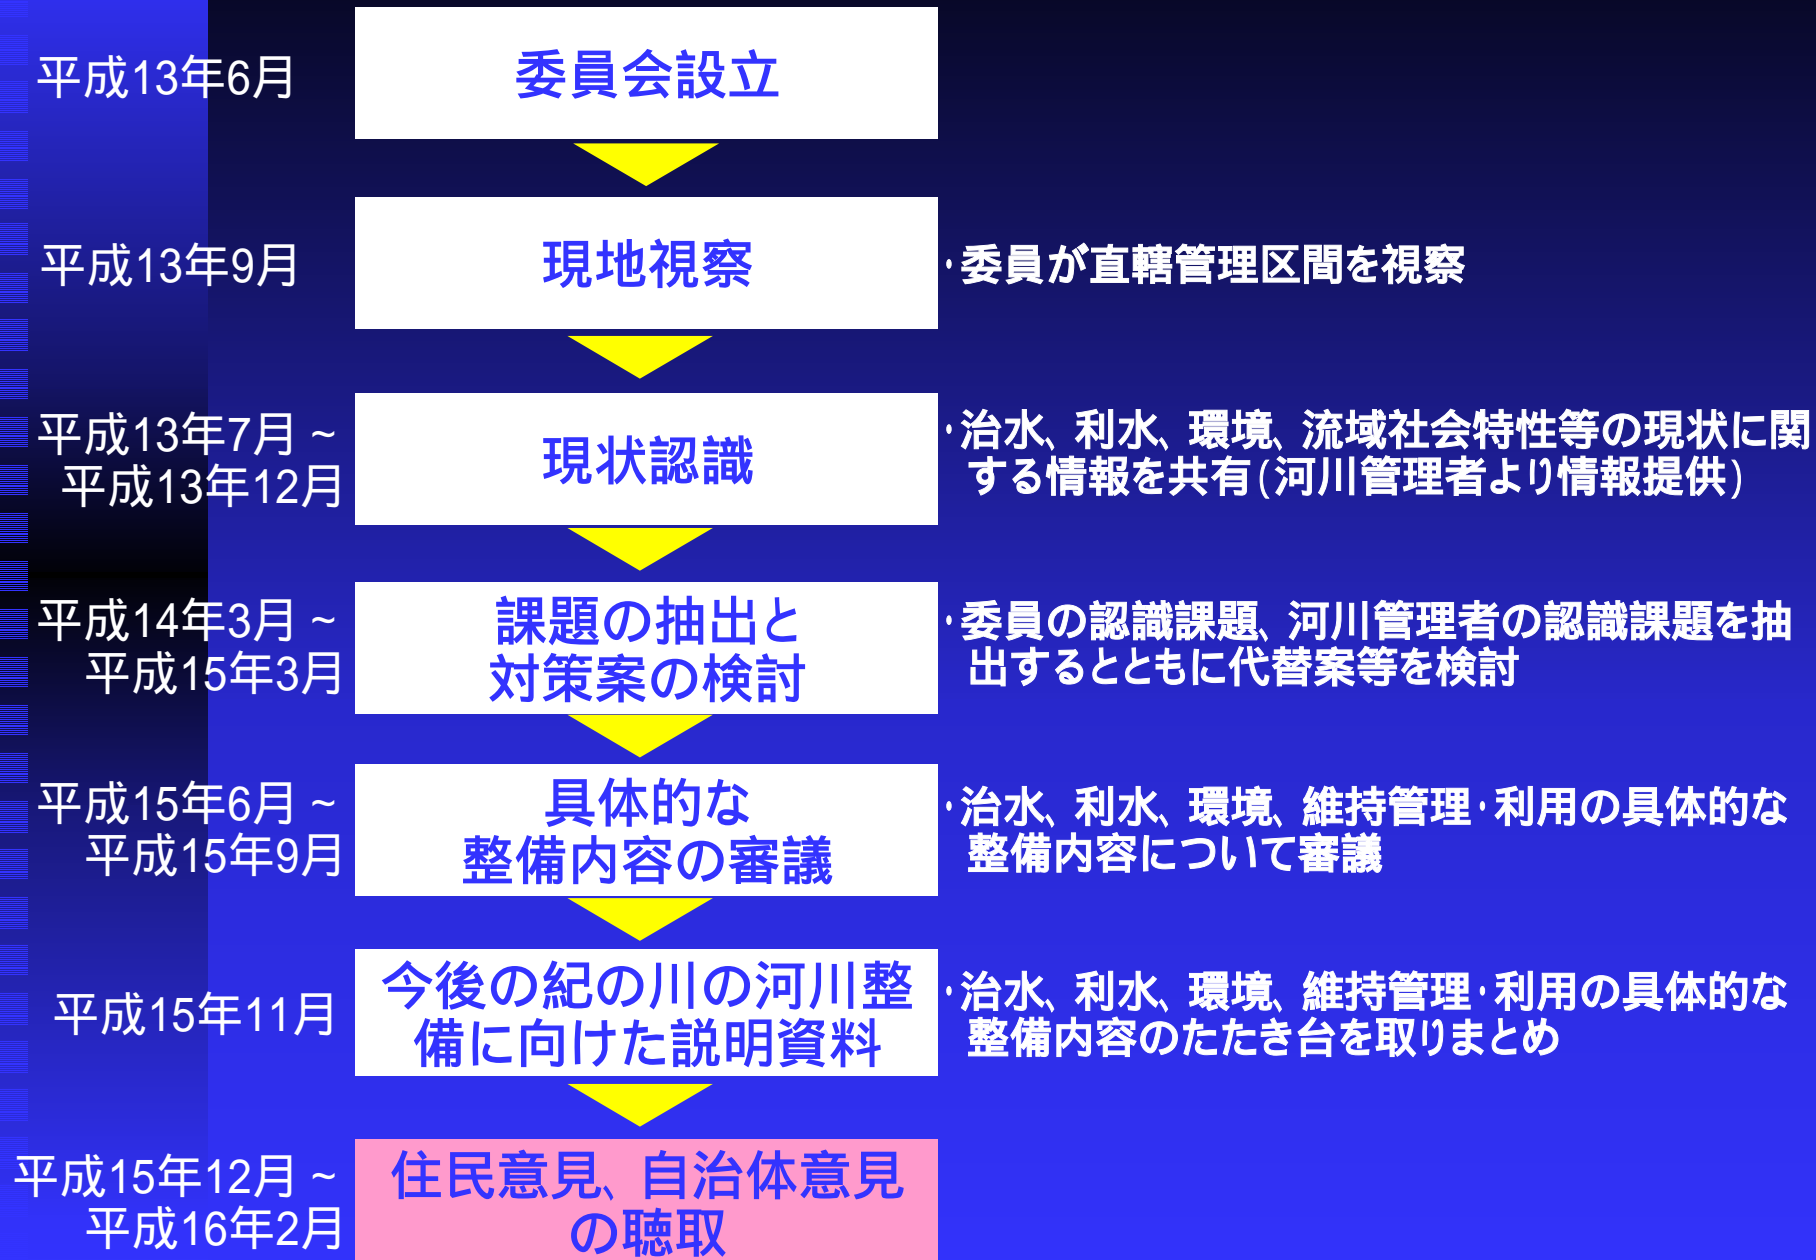 平成13年6月
委員会設立
平成13年9月
現地視察
・委員が直轄管理区間を視察
平成13年7月~
平成13年12月
現状認識
・治水、利水、環境、流域社会特性等の現状に関
する情報を共有(河川管理者より情報提供)
平成14年3月~
平成15年3月
課題の抽出と
対策案の検討
・委員の認識課題、河川管理者の認識課題を抽
出するとともに代替案等を検討
平成15年6月~
平成15年9月
具体的な
整備内容の審議
・治水、利水、環境、維持管理・利用の具体的な
整備内容について審議
平成15年11月
今後の紀の川の河川整
備に向けた説明資料
・治水、利水、環境、維持管理・利用の具体的な
整備内容のたたき台を取りまとめ
平成15年12月~
平成16年2月
住民意見、自治体意見
の聴取